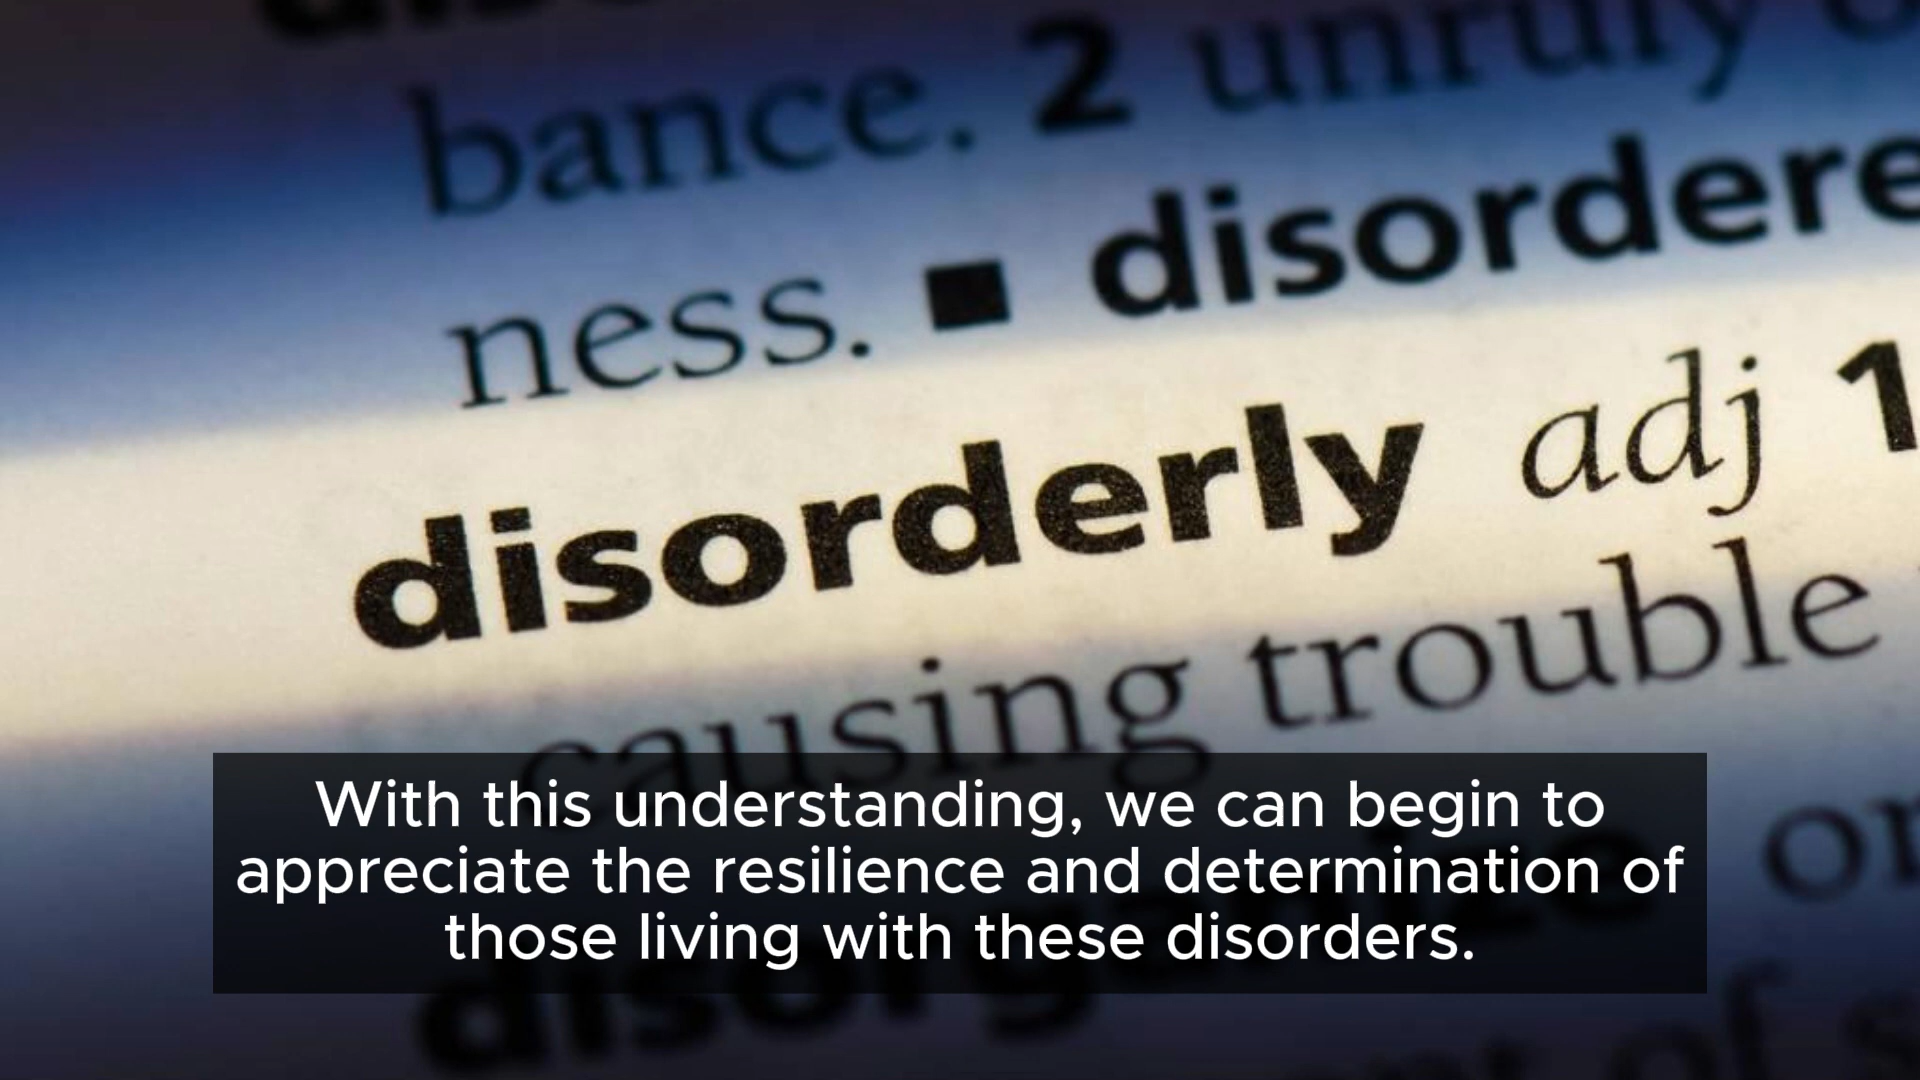 bance. 2 unruly
ness. ■ disordere
disorderly adj 1
causing trouble
With this understanding, we can begin to
appreciate the resilience and determination of
those living with these disorders.